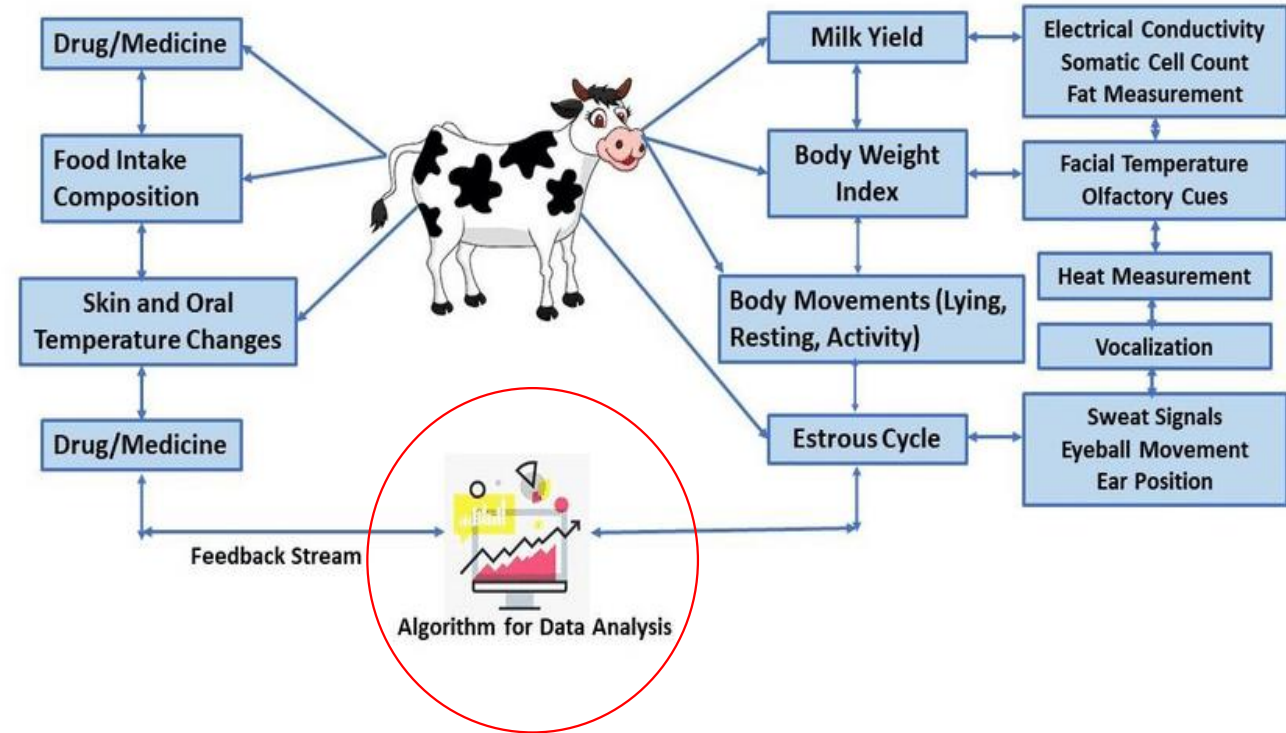 Drug/Medicine
Food Intake
Composition
Skin and Oral
Temperature Changes
Drug/Medicine
Feedback Stream
Algorithm for Data Analysis
Milk Yield
Body Weight
Index
Body Movements (Lying,
Resting, Activity)
Estrous Cycle
Electrical Conductivity
Somatic Cell Count
Fat Measurement
Facial Temperature
Olfactory Cues
Heat Measurement
Vocalization
Sweat Signals
Eyeball Movement
Ear Position